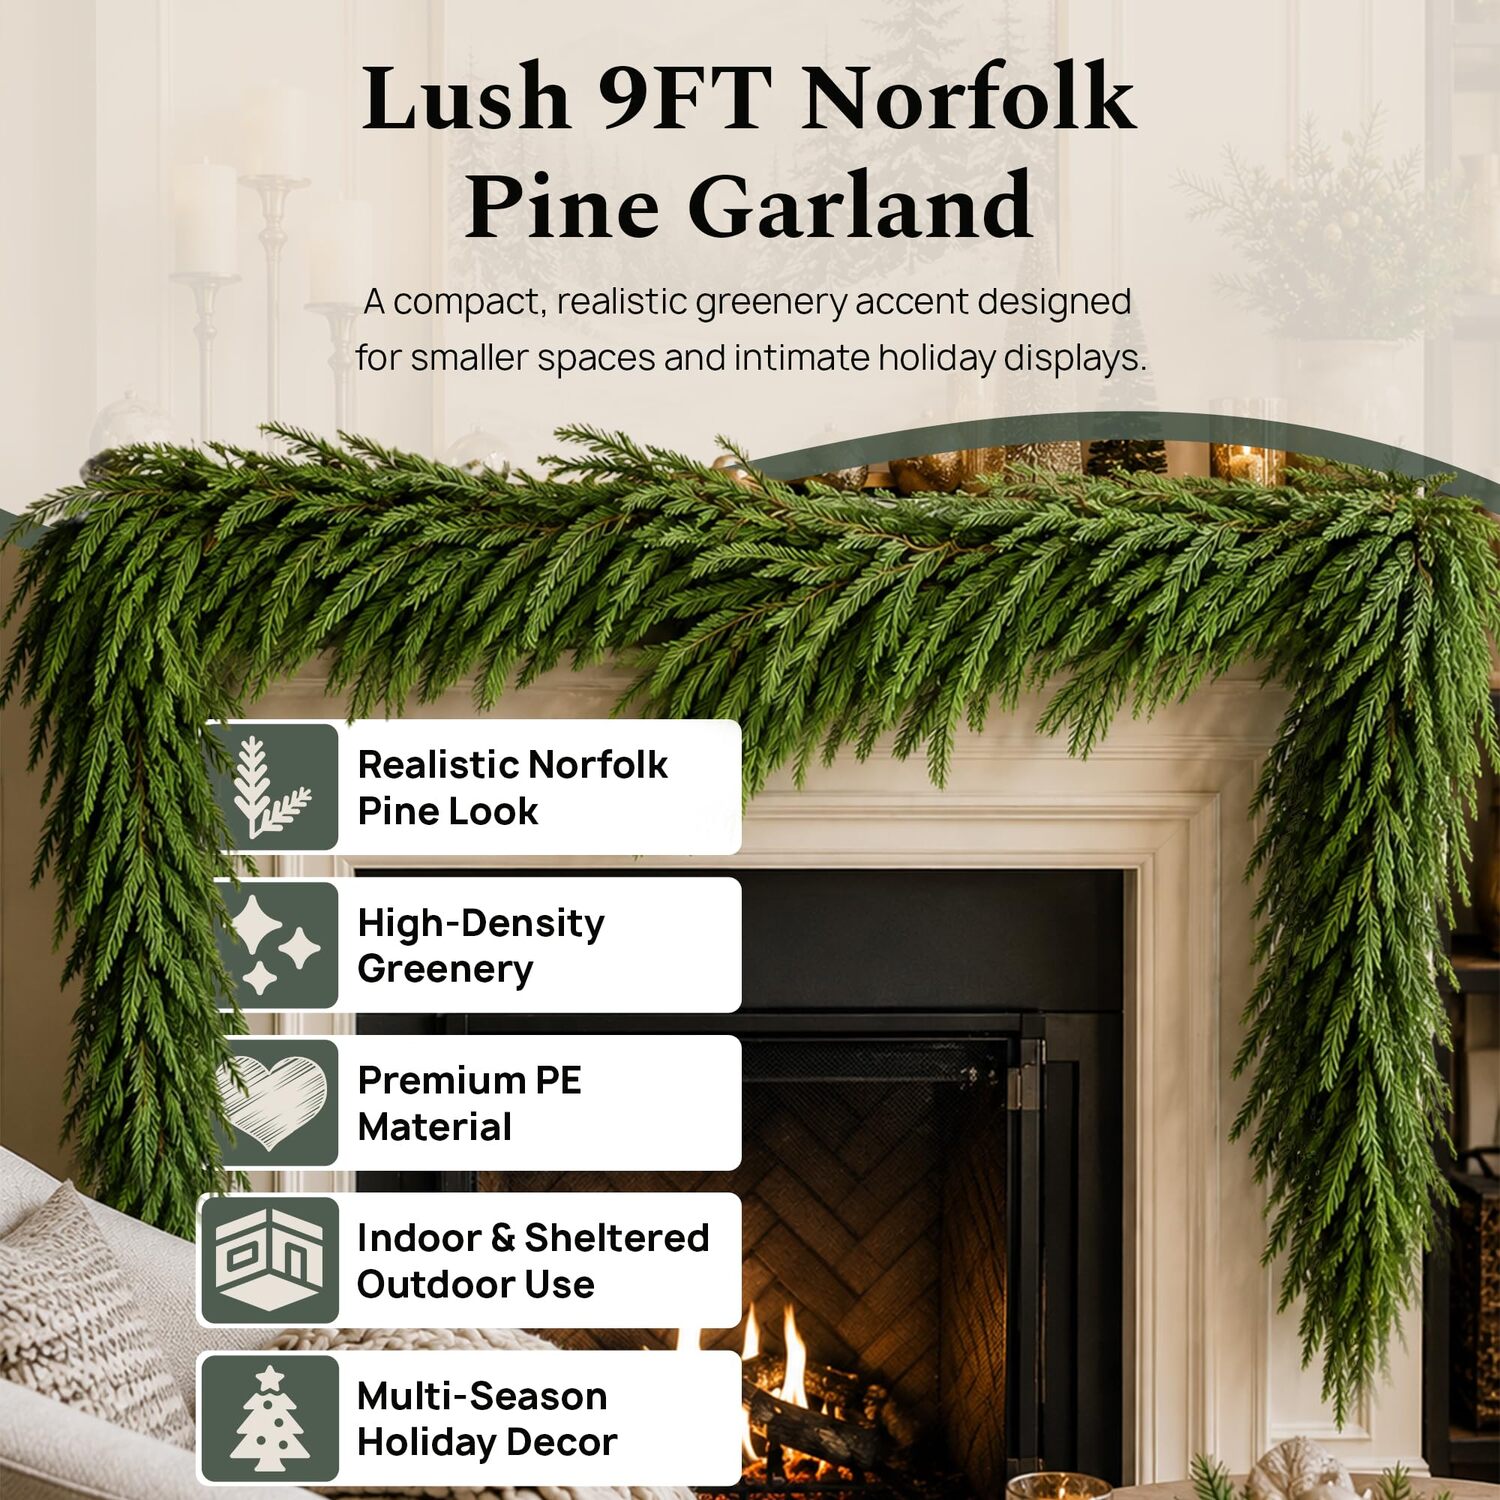 Lush 9FT Norfolk
Pine Garland
A compact, realistic greenery accent designed
for smaller spaces and intimate holiday displays.
Realistic Norfolk
Pine Look
High-Density
Greenery
Premium PE
Material
Indoor & Sheltered
Outdoor Use
Multi-Season
Holiday Decor